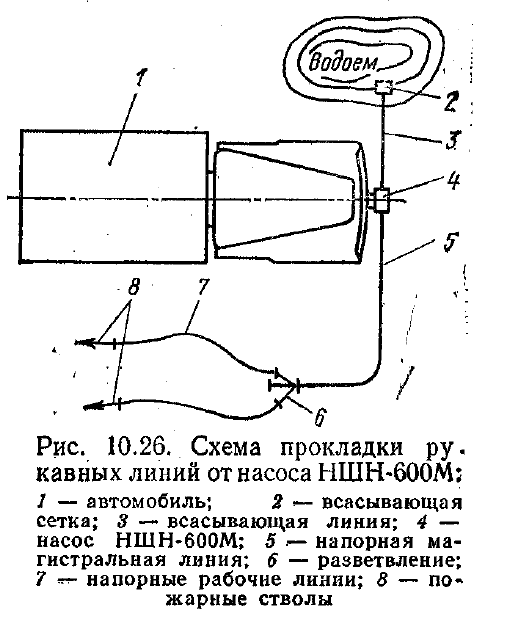 1
Водоем
2
3
4
5
8
7
6
Рис. 10.26. Схема прокладки ру-
кавных линий от насоса НШН-600М:
1 — автомобиль; 2 — всасывающая
сетка; 3 — всасывающая линия; 4 —
насос НШН-600М; 5 — напорная ма-
гистральная линия; 6 — разветвление;
7 — напорные рабочие линии; 8 — по-
жарные стволы